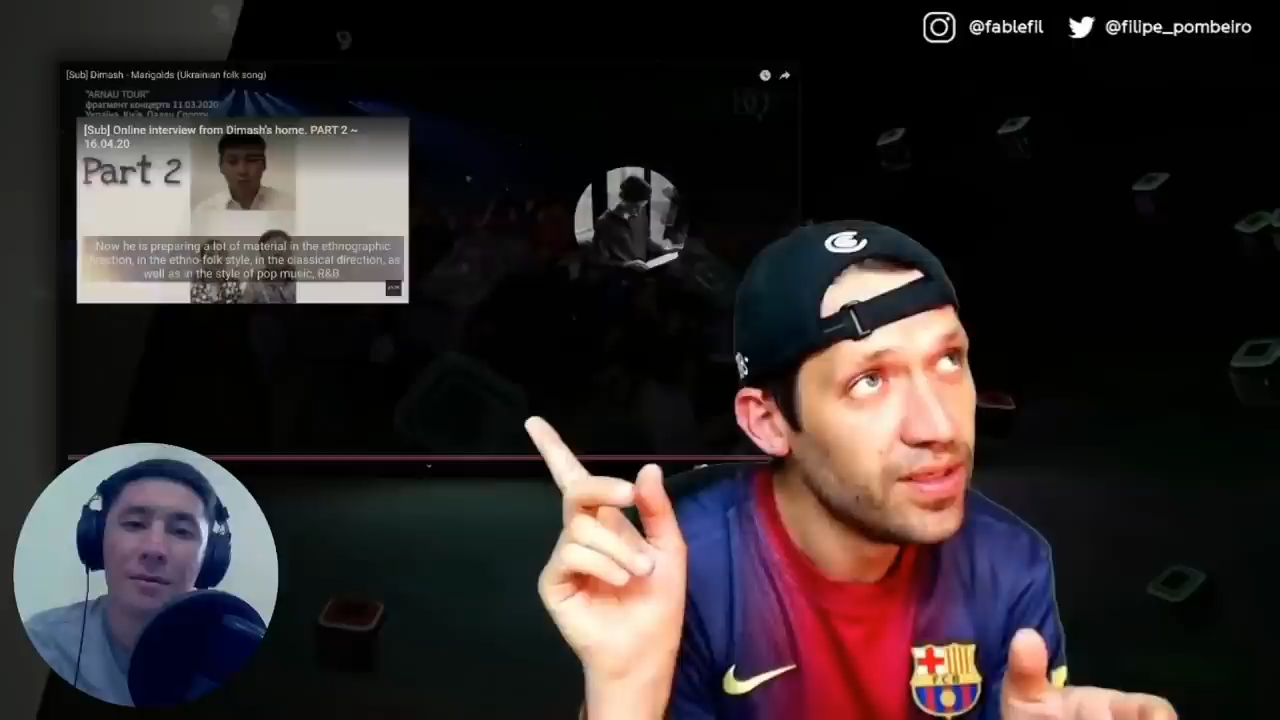 @fablefil
@filipe_pombeiro
[Sub] Dimash - Marigolds (Ukrainian folk song)
"ARNAU TOUR"
фрагмент концерта 11.03.2020
[Sub] Online interview from Dimash's home. PART 2 ~
16.04.20
Part 2
Now he is preparing a lot of material in the ethnographic
direction, in the ethno-folk style, in the classical direction, as
well as in the style of pop music, R&B
FCB